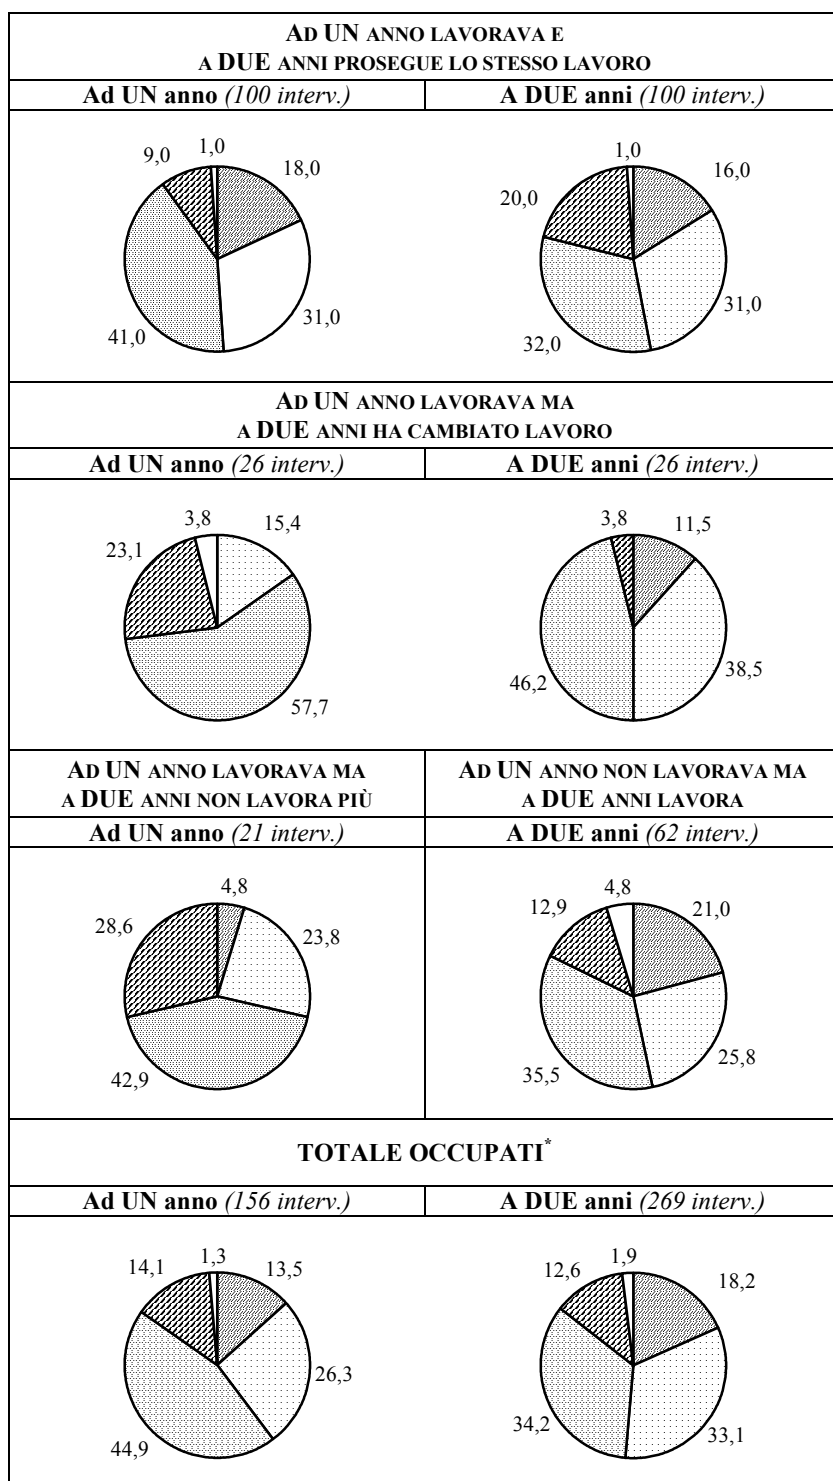 AD UN ANNO LAVORAVA E
A DUE ANNI PROSEGUE LO STESSO LAVORO
Ad UN anno (100 interv.)
A DUE anni (100 interv.)
9,0
1,0
18,0
41,0
31,0
1,0
16,0
20,0
32,0
31,0
AD UN ANNO LAVORAVA MA
A DUE ANNI HA CAMBIATO LAVORO
Ad UN anno (26 interv.)
A DUE anni (26 interv.)
3,8
15,4
23,1
57,7
3,8
11,5
46,2
38,5
AD UN ANNO LAVORAVA MA
A DUE ANNI NON LAVORA PIÙ
AD UN ANNO NON LAVORAVA MA
A DUE ANNI LAVORA
Ad UN anno (21 interv.)
A DUE anni (62 interv.)
4,8
28,6
23,8
42,9
4,8
12,9
21,0
35,5
25,8
TOTALE OCCUPATI*
Ad UN anno (156 interv.)
A DUE anni (269 interv.)
14,1
1,3
13,5
26,3
44,9
12,6
1,9
18,2
34,2
33,1